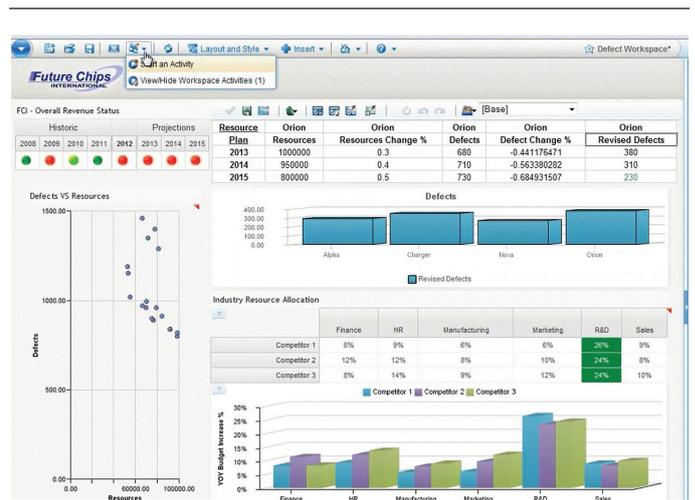 Layout and Style Insert Defect Workspace*
Start an Activity
View/Hide Workspace Activities (1)
Future Chips
INTERNATIONAL
FCI - Overall Revenue Status
Historic Projections
2008 2009 2010 2011 2012 2013 2014 2015
[Base]
Resource Orion Orion Orion Orion Orion
Plan Resources Resources Change % Defects Defect Change % Revised Defects
2013 1000000 0.3 680 -0.441176471 380
2014 950000 0.4 710 -0.563380282 310
2015 800000 0.5 730 -0.684931507 230
Defects VS Resources
1500.00
1000.00
500.00
0.00
Defects
0.00 60000.00 100000.00
Resources
Defects
400.00
300.00
200.00
100.00
0.00
Alpha Charger Nova Orion
Revised Defects
Industry Resource Allocation
Finance HR Manufacturing Marketing R&D Sales
Competitor 1 8% 9% 6% 6% 26% 9%
Competitor 2 12% 12% 8% 10% 24% 8%
Competitor 3 8% 14% 9% 12% 24% 10%
Competitor 1 Competitor 2 Competitor 3
YOY Budget Increase %
30%
25%
20%
15%
10%
5%
0%
Finance HR Manufacturing Marketing R&D Sales